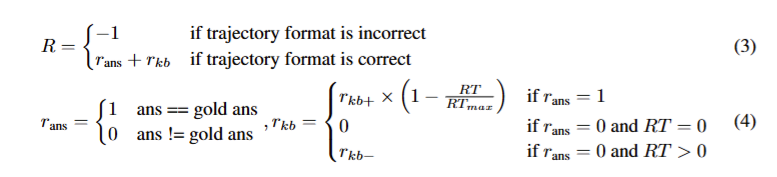 R = { −1 if trajectory format is incorrect
r_ans + r_kb if trajectory format is correct (3)
r_ans = { 1 ans == gold ans
0 ans != gold ans , r_kb = { r_kb+ × (1 − RT / RT_max) if r_ans = 1
0 if r_ans = 0 and RT = 0
r_kb− if r_ans = 0 and RT > 0 (4)